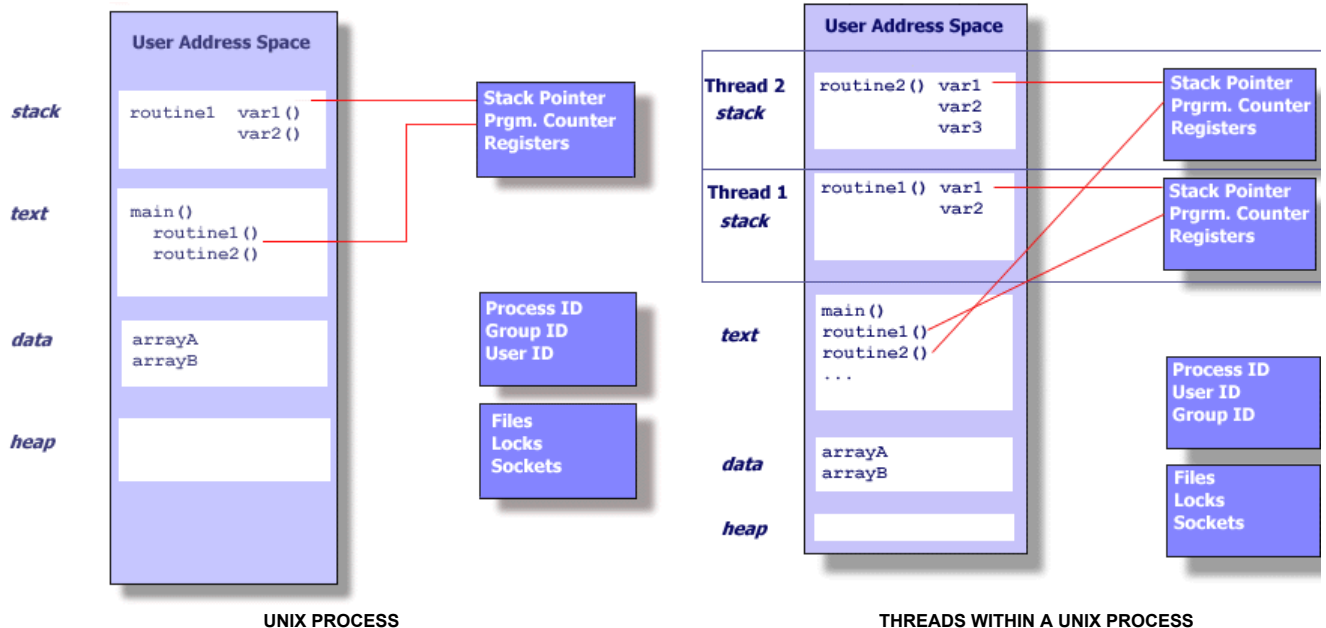 User Address Space
stack
routine1 var1()
var2()
Stack Pointer
Prgm. Counter
Registers
text
main()
routine1()
routine2()
data
arrayA
arrayB
Process ID
Group ID
User ID
heap
Files
Locks
Sockets
UNIX PROCESS
User Address Space
Thread 2
stack
routine2() var1
var2
var3
Stack Pointer
Prgrm. Counter
Registers
Thread 1
stack
routine1() var1
var2
Stack Pointer
Prgrm. Counter
Registers
text
main()
routine1()
routine2()
...
Process ID
User ID
Group ID
data
arrayA
arrayB
Files
Locks
Sockets
heap
THREADS WITHIN A UNIX PROCESS